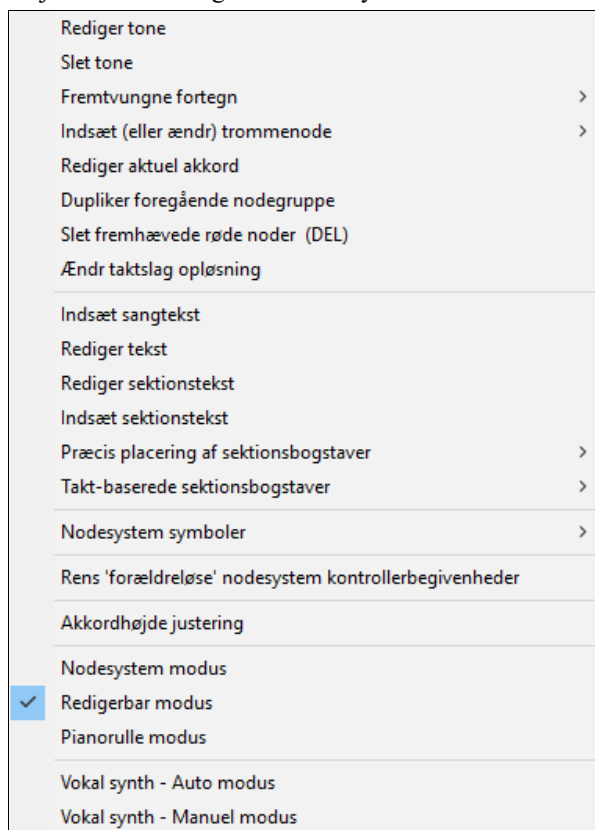 Rediger tone
Slet tone
Fremtvungne fortegn
Indsæt (eller ændr) trommenode
Rediger aktuel akkord
Dupliker foregående nodegruppe
Slet fremhævede røde noder (DEL)
Ændr taktslag opløsning
Indsæt sangtekst
Rediger tekst
Rediger sektionstekst
Indsæt sektionstekst
Præcis placering af sektionsbogstaver
Takt-baserede sektionsbogstaver
Nodesystem symboler
Rens 'forældreløse' nodesystem kontrollerbegivenheder
Akkordhøjde justering
Nodesystem modus
Redigerbar modus
Pianorulle modus
Vokal synth - Auto modus
Vokal synth - Manuel modus